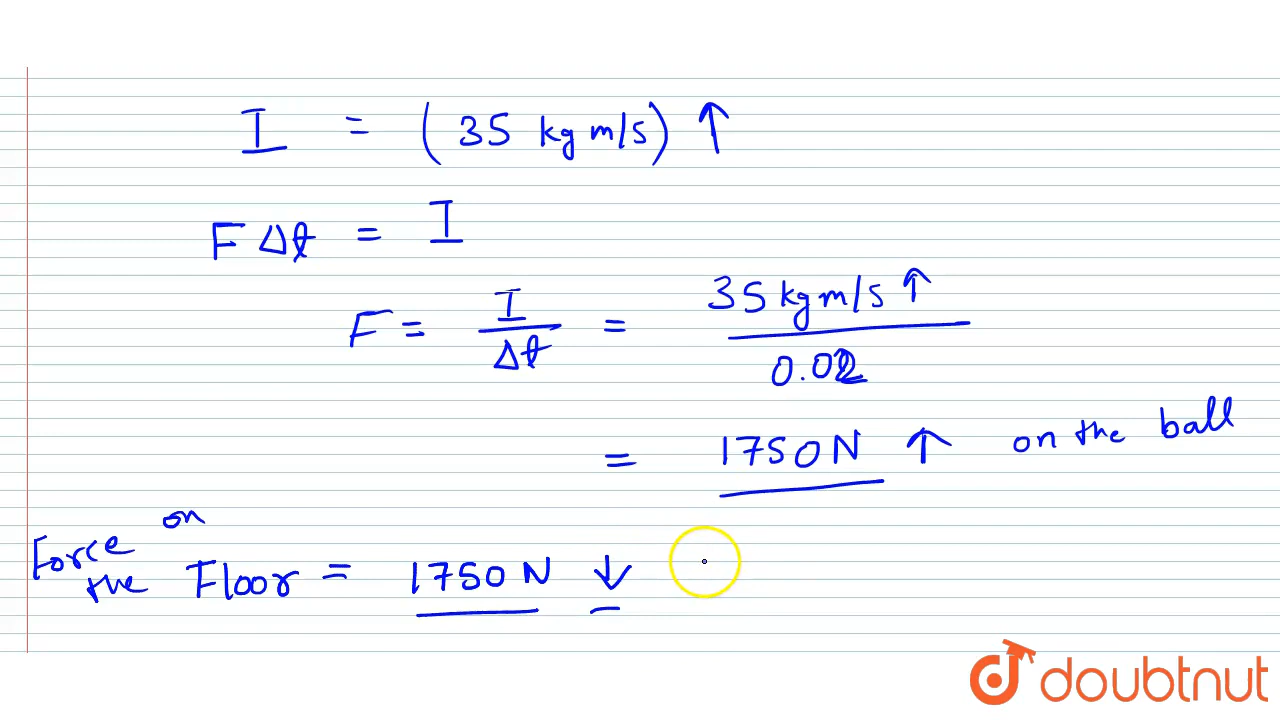 I = (35 kg m/s) ↑
F Δt = I
F = I/Δt = 35 kg m/s ↑/0.02
= 1750 N ↑ on the ball
Force on the Floor = 1750 N ↓
doubtnut